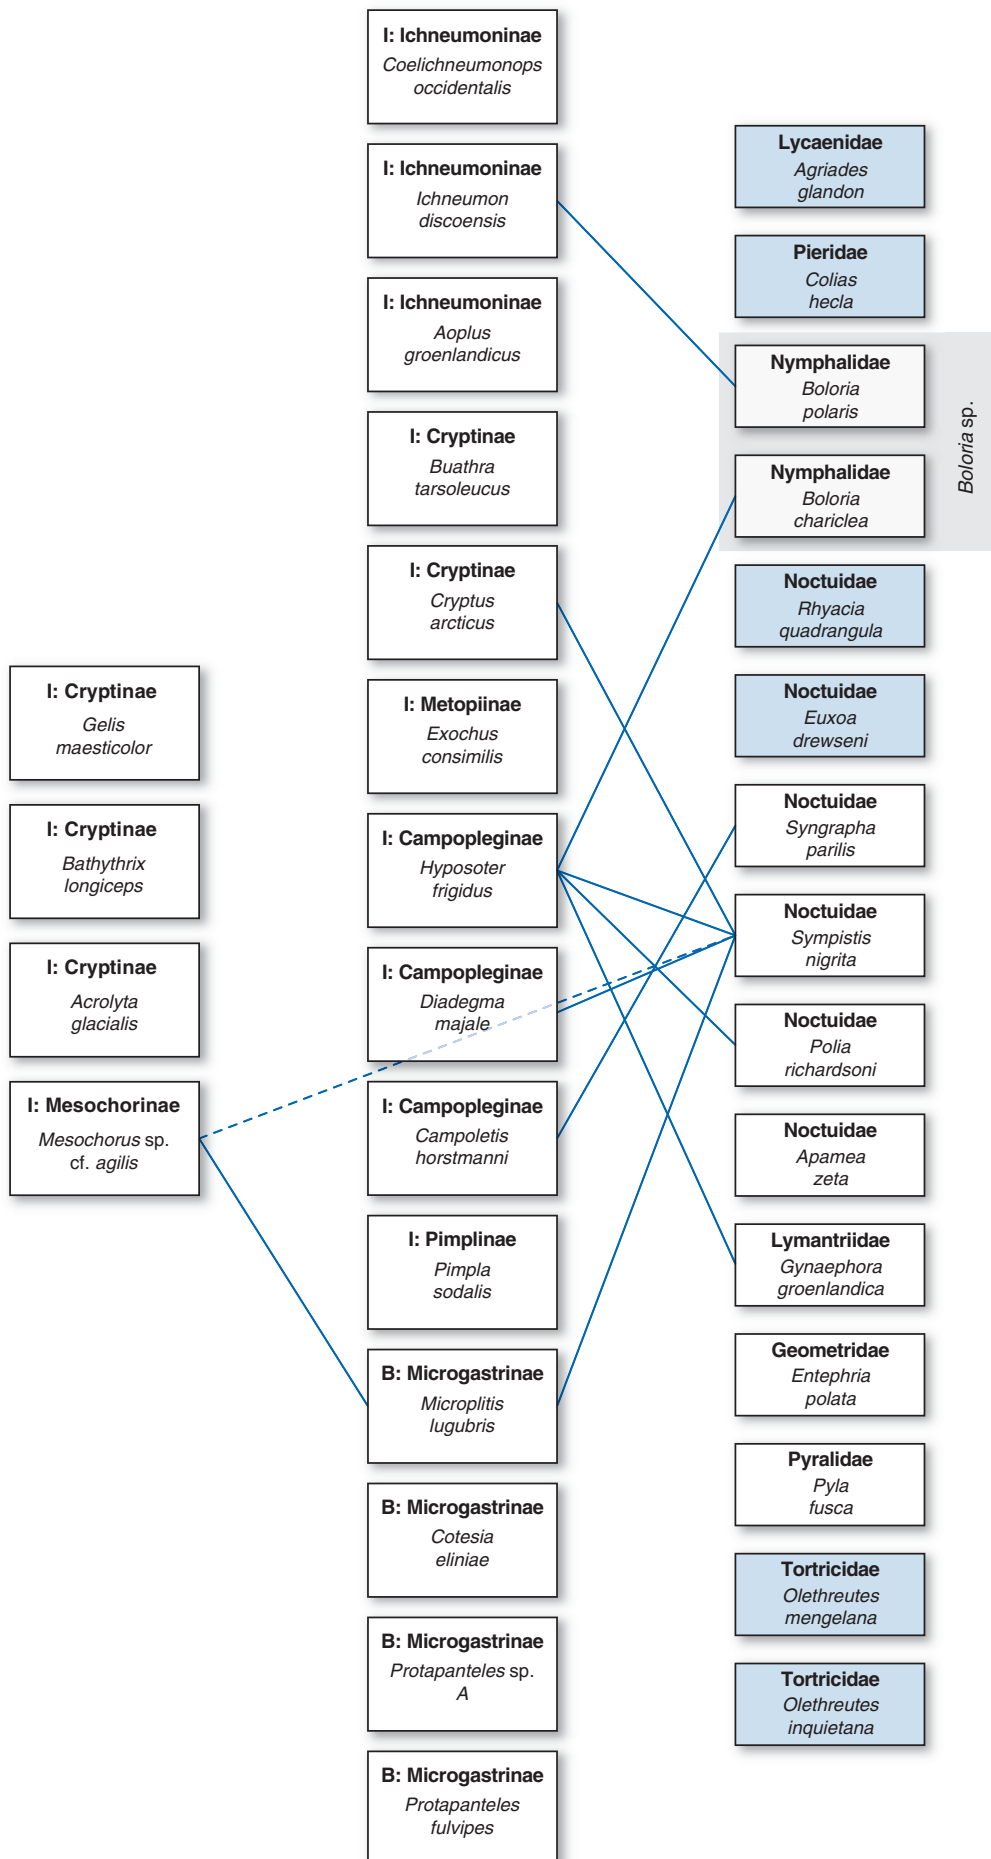 I: Cryptinae
Gelis
maesticolor
I: Cryptinae
Bathythrix
longiceps
I: Cryptinae
Acrolyta
glacialis
I: Mesochorinae
Mesochorus sp.
cf. agilis
I: Ichneumoninae
Coelichneumonops
occidentalis
I: Ichneumoninae
Ichneumon
discoensis
I: Ichneumoninae
Aoplus
groenlandicus
I: Cryptinae
Buathra
tarsoleucus
I: Cryptinae
Cryptus
arcticus
I: Metopiinae
Exochus
consimilis
I: Campopleginae
Hyposoter
frigidus
I: Campopleginae
Diadegma
majale
I: Campopleginae
Campoletis
horstmanni
I: Pimplinae
Pimpla
sodalis
B: Microgastrinae
Microplitis
lugubris
B: Microgastrinae
Cotesia
eliniae
B: Microgastrinae
Protapanteles sp.
A
B: Microgastrinae
Protapanteles
fulvipes
Lycaenidae
Agriades
glandon
Pieridae
Colias
hecla
Nymphalidae
Boloria
polaris
Nymphalidae
Boloria
chariclea
Boloria sp.
Noctuidae
Rhyacia
quadrangula
Noctuidae
Euxoa
drewseni
Noctuidae
Syngrapha
parilis
Noctuidae
Sympistis
nigrita
Noctuidae
Polia
richardsoni
Noctuidae
Apamea
zeta
Lymantriidae
Gynaephora
groenlandica
Geometridae
Entephria
polata
Pyralidae
Pyla
fusca
Tortricidae
Olethreutes
mengelana
Tortricidae
Olethreutes
inquietana